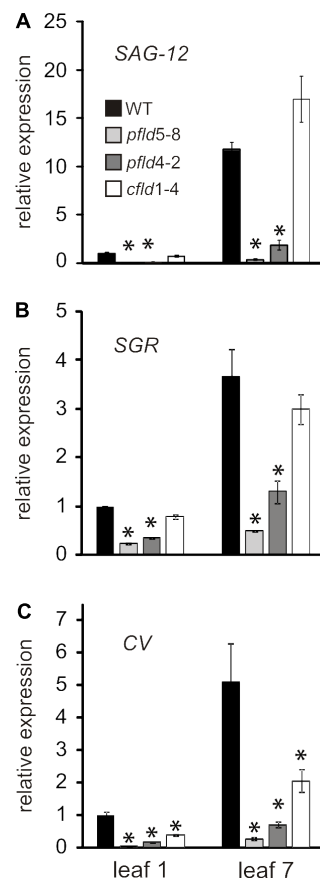 A
25
SAG-12
20
relative expression
WT
15
pfld5-8
pfld4-2
10
cfld1-4
5
* *
* *
0
B
5
SGR
4
relative expression
3
2
1
* *
* *
0
C
7
CV
6
relative expression
5
4
3
2
1
* * *
* * *
0
leaf 1 leaf 7